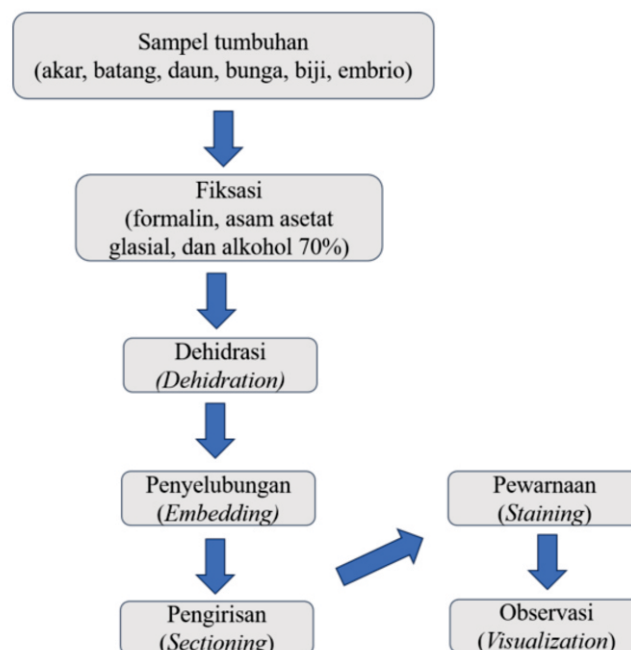 Sampel tumbuhan
(akar, batang, daun, bunga, biji, embrio)
Fiksasi
(formalin, asam asetat
glasial, dan alkohol 70%)
Dehidrasi
(Dehidration)
Penyelubungan
(Embedding)
Pengirisan
(Sectioning)
Pewarnaan
(Staining)
Observasi
(Visualization)